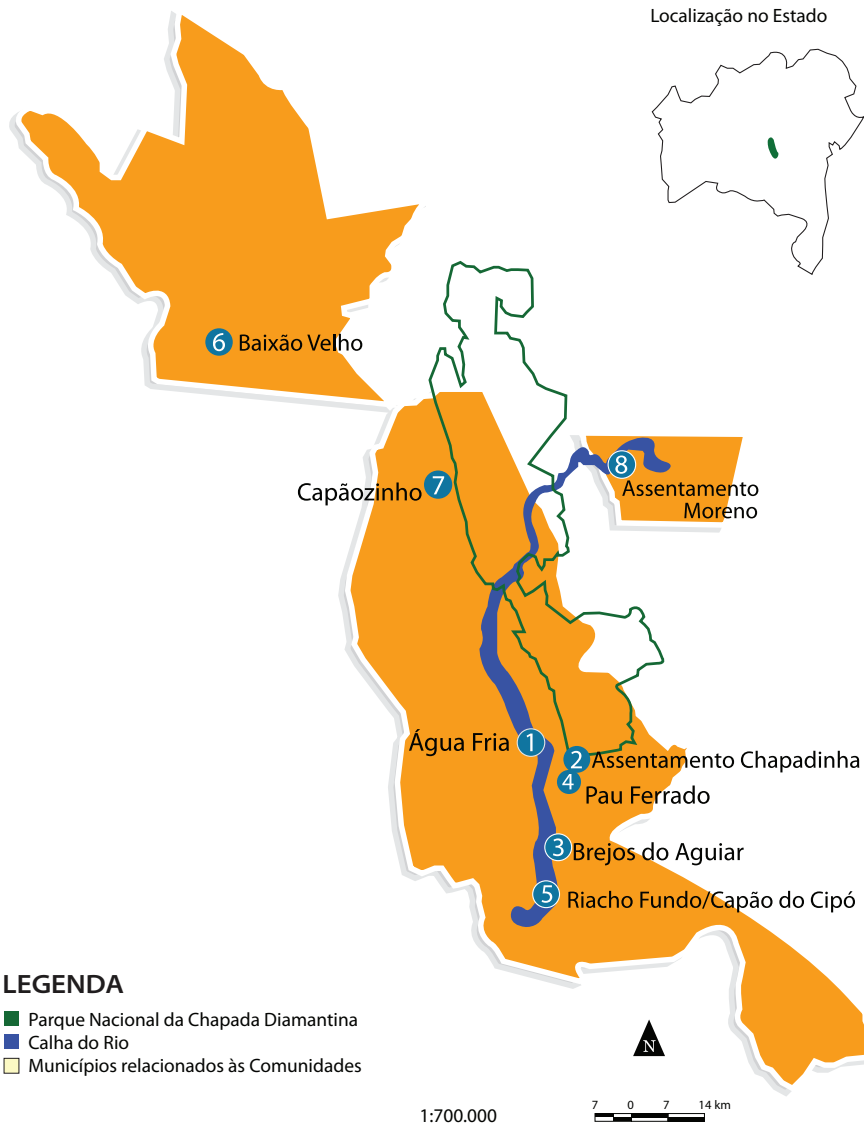 Localização no Estado
6 Baixão Velho
Capãozinho 7
8
Assentamento
Moreno
Água Fria 1
2 Assentamento Chapadinha
4
Pau Ferrado
3 Brejos do Aguiar
5 Riacho Fundo/Capão do Cipó
LEGENDA
Parque Nacional da Chapada Diamantina
Calha do Rio
Municípios relacionados às Comunidades
N
1:700.000
7 0 7 14 km